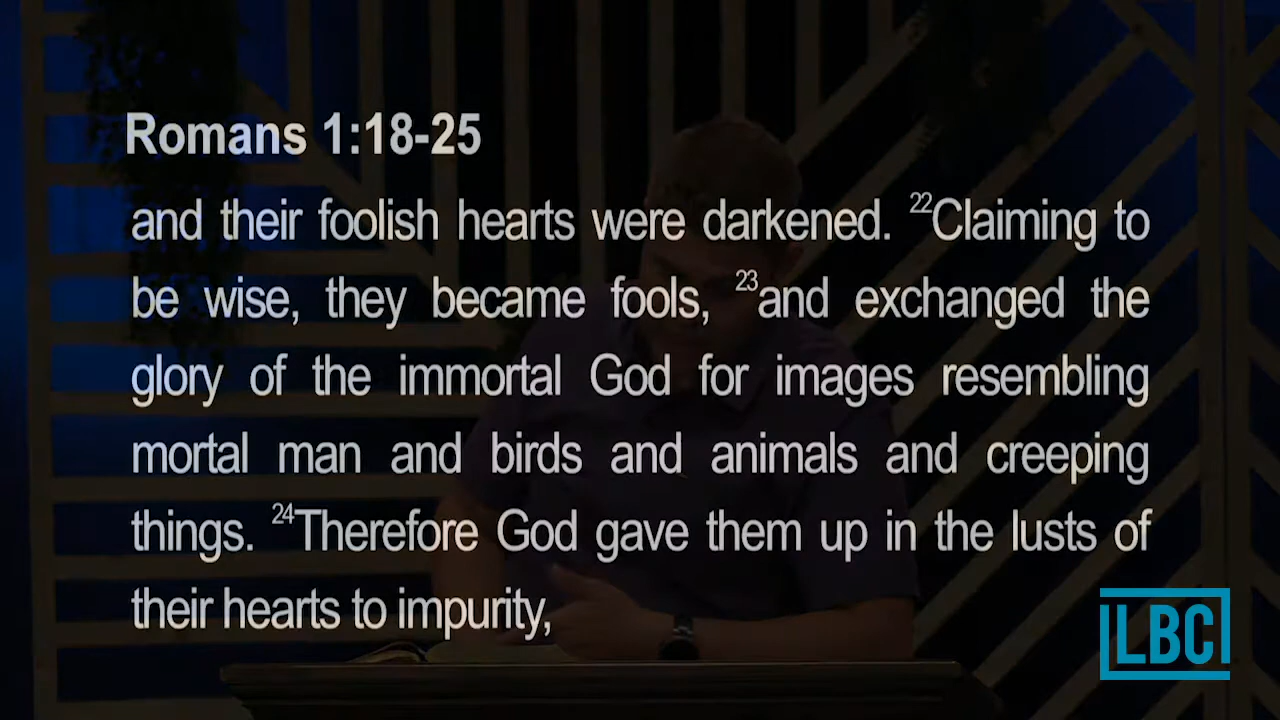 Romans 1:18-25
and their foolish hearts were darkened. 22Claiming to
be wise, they became fools, 23and exchanged the
glory of the immortal God for images resembling
mortal man and birds and animals and creeping
things. 24Therefore God gave them up in the lusts of
their hearts to impurity,
LBC